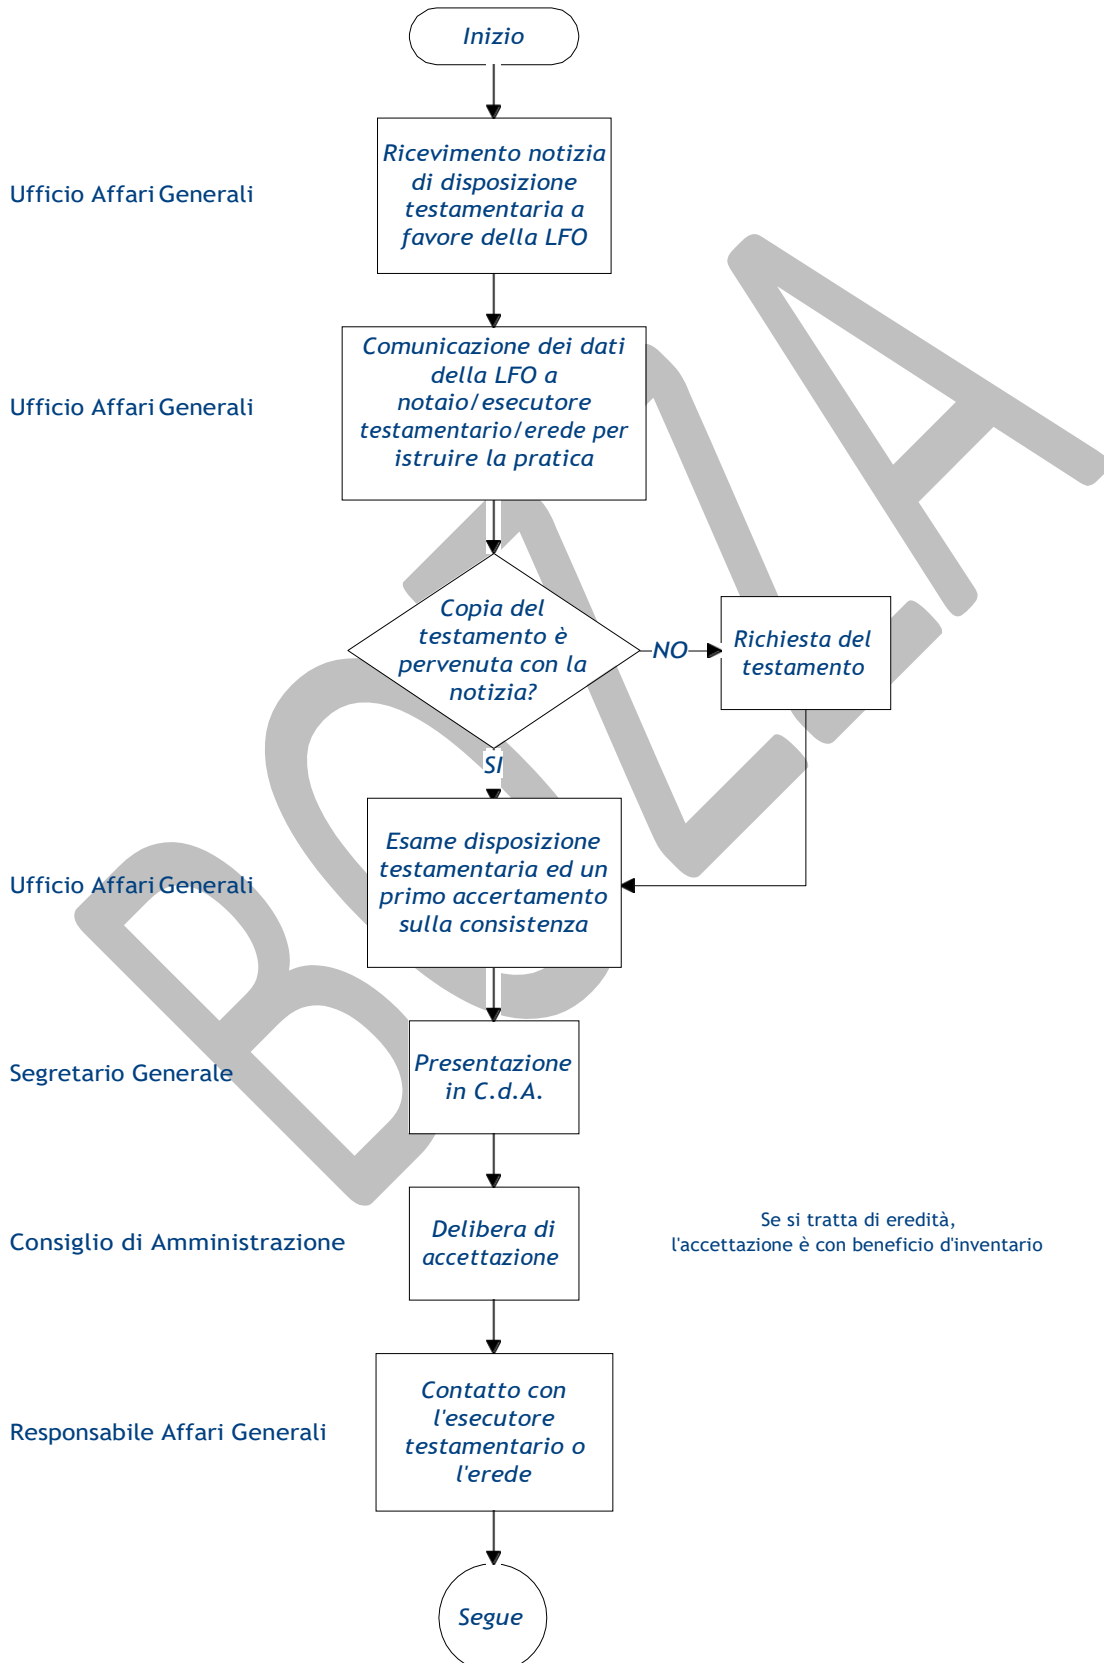 Inizio
Ufficio Affari Generali
Ricevimento notizia
di disposizione
testamentaria a
favore della LFO
Ufficio Affari Generali
Comunicazione dei dati
della LFO a
notaio/esecutore
testamentario/erede per
istruire la pratica
Copia del
testamento è
pervenuta con la
notizia?
NO
Richiesta del
testamento
SI
Ufficio Affari Generali
Esame disposizione
testamentaria ed un
primo accertamento
sulla consistenza
Segretario Generale
Presentazione
in C.d.A.
Consiglio di Amministrazione
Delibera di
accettazione
Se si tratta di eredità,
l'accettazione è con beneficio d'inventario
Responsabile Affari Generali
Contatto con
l'esecutore
testamentario o
l'erede
Segue
BOZZA